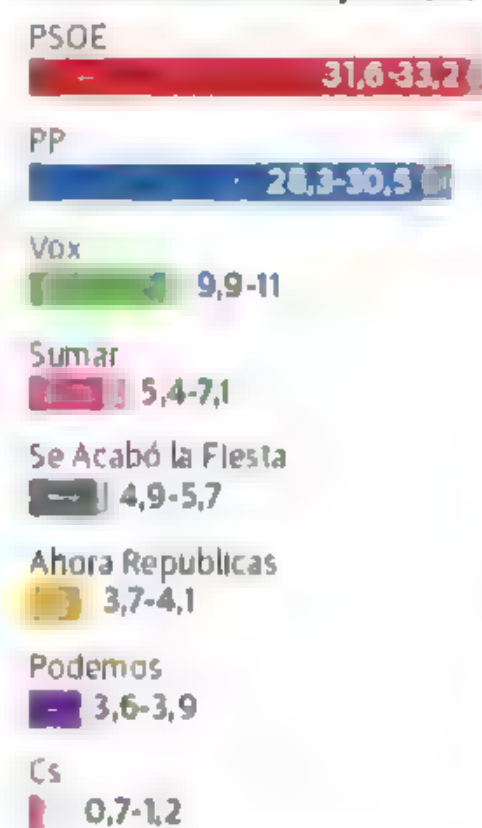 PSOE
31,6-33,2
PP
28,3-30,5
Vox
9,9-11
Sumar
5,4-7,1
Se Acabó la Fiesta
4,9-5,7
Ahora Republicas
3,7-4,1
Podemos
3,6-3,9
Cs
0,7-1,2